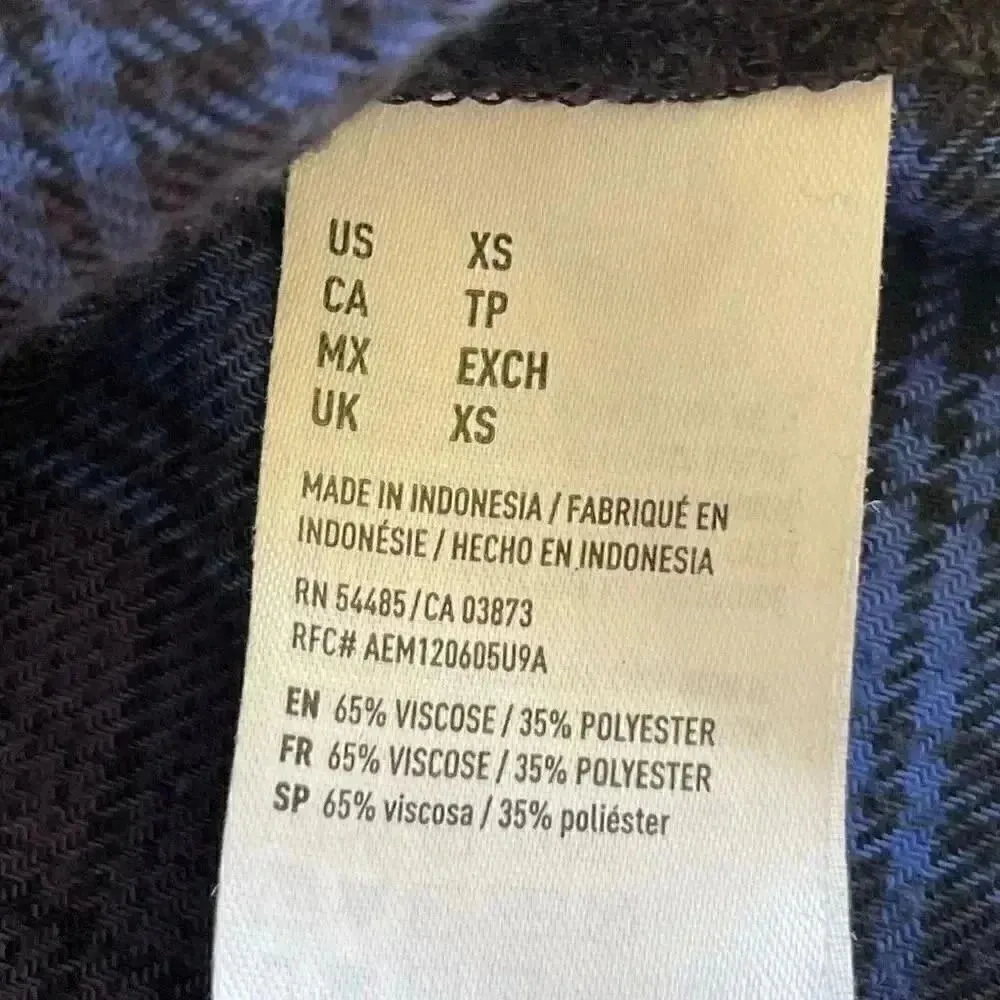 US XS
CA TP
MX EXCH
UK XS
MADE IN INDONESIA / FABRIQUÉ EN
INDONÉSIE / HECHO EN INDONESIA
RN 54485 / CA 03873
RFC# AEM120605U9A
EN 65% VISCOSE / 35% POLYESTER
FR 65% VISCOSE / 35% POLYESTER
SP 65% viscosa / 35% poliéster